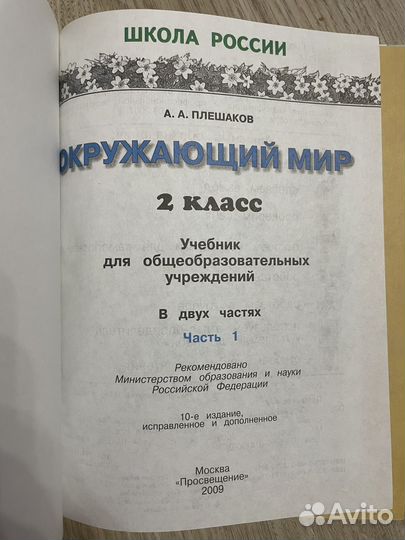 ШКОЛА РОССИИ
А. А. ПЛЕШАКОВ
ОКРУЖАЮЩИЙ МИР
2 класс
Учебник
для общеобразовательных
учреждений
В двух частях
Часть 1
Рекомендовано
Министерством образования и науки
Российской Федерации
10-е издание,
исправленное и дополненное
Москва
«Просвещение»
2009
Avito